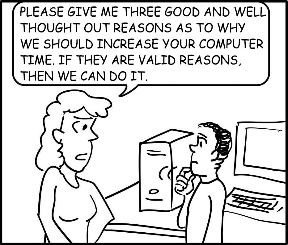 PLEASE GIVE ME THREE GOOD AND WELL
THOUGHT OUT REASONS AS TO WHY
WE SHOULD INCREASE YOUR COMPUTER
TIME. IF THEY ARE VALID REASONS,
THEN WE CAN DO IT.